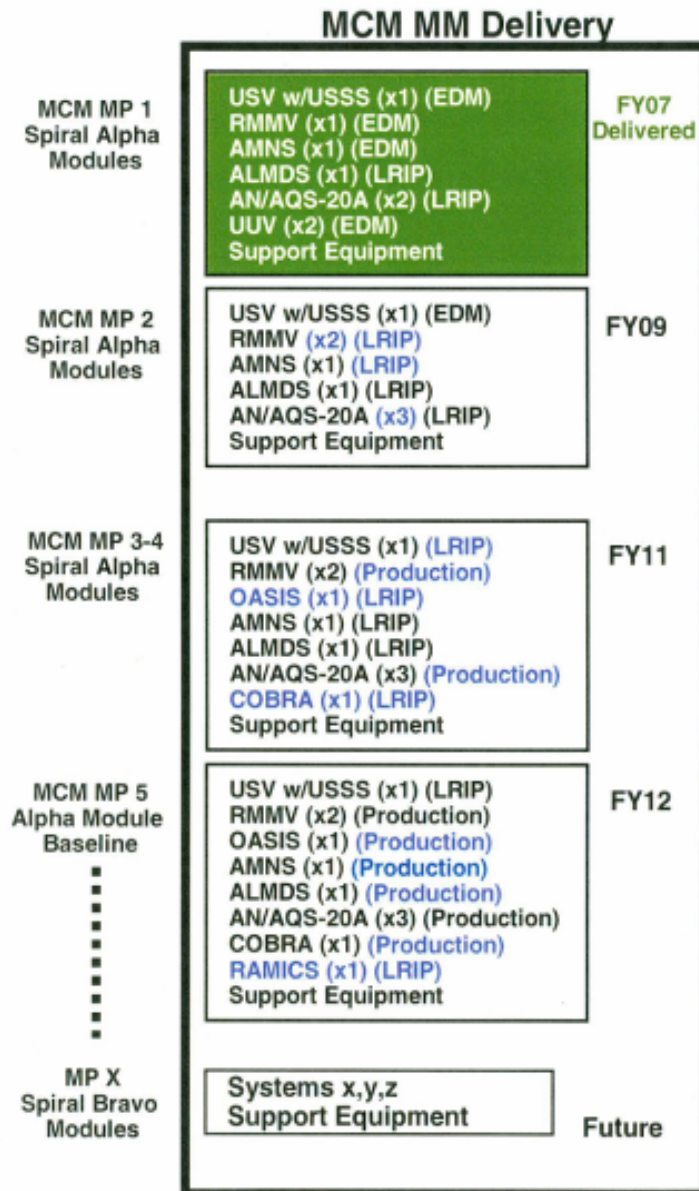 MCM MM Delivery
MCM MP 1
Spiral Alpha
Modules
USV w/USSS (x1) (EDM)
RMMV (x1) (EDM)
AMNS (x1) (EDM)
ALMDS (x1) (LRIP)
AN/AQS-20A (x2) (LRIP)
UUV (x2) (EDM)
Support Equipment
FY07
Delivered
MCM MP 2
Spiral Alpha
Modules
USV w/USSS (x1) (EDM)
RMMV (x2) (LRIP)
AMNS (x1) (LRIP)
ALMDS (x1) (LRIP)
AN/AQS-20A (x3) (LRIP)
Support Equipment
FY09
MCM MP 3-4
Spiral Alpha
Modules
USV w/USSS (x1) (LRIP)
RMMV (x2) (Production)
OASIS (x1) (LRIP)
AMNS (x1) (LRIP)
ALMDS (x1) (LRIP)
AN/AQS-20A (x3) (Production)
COBRA (x1) (LRIP)
Support Equipment
FY11
MCM MP 5
Alpha Module
Baseline
USV w/USSS (x1) (LRIP)
RMMV (x2) (Production)
OASIS (x1) (Production)
AMNS (x1) (Production)
ALMDS (x1) (Production)
AN/AQS-20A (x3) (Production)
COBRA (x1) (Production)
RAMICS (x1) (LRIP)
Support Equipment
FY12
MP X
Spiral Bravo
Modules
Systems x,y,z
Support Equipment
Future